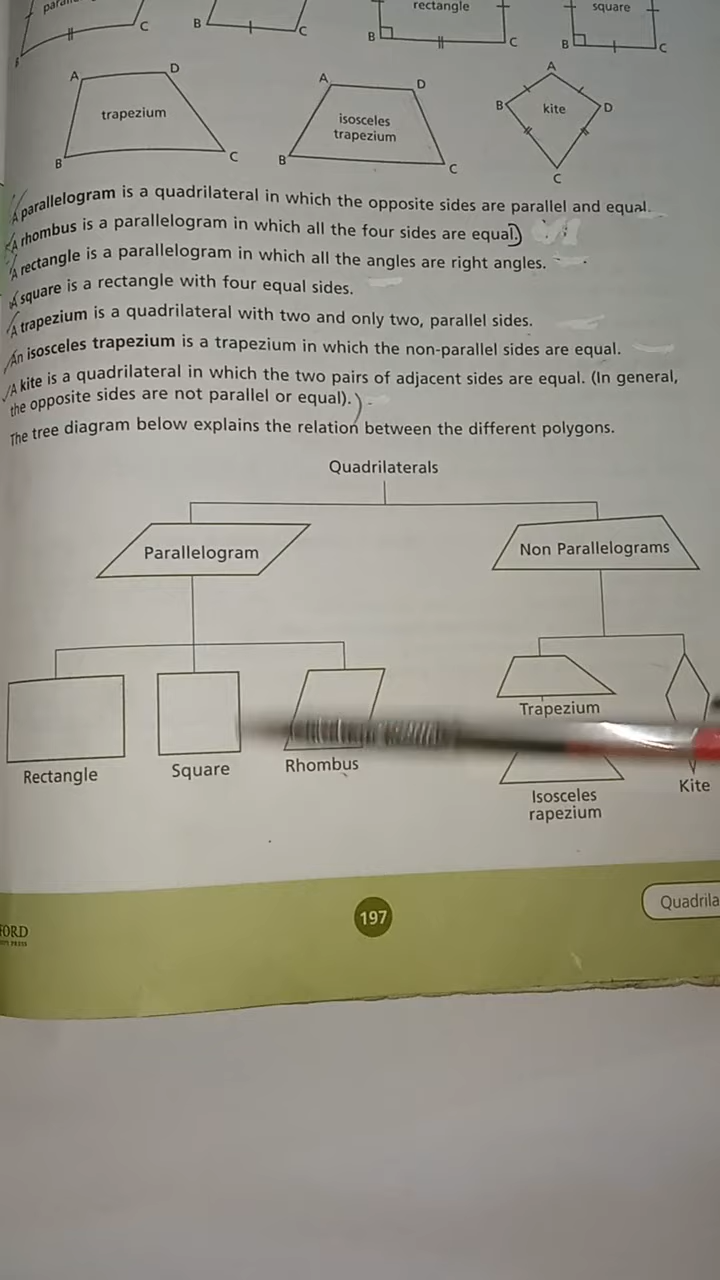 B
C
B
C
rectangle
B
C
square
B
C
A
D
trapezium
B
C
A
D
isosceles
trapezium
B
C
A
B
kite
D
C
A parallelogram is a quadrilateral in which the opposite sides are parallel and equal.
A rhombus is a parallelogram in which all the four sides are equal.
A rectangle is a parallelogram in which all the angles are right angles.
A square is a rectangle with four equal sides.
A trapezium is a quadrilateral with two and only two, parallel sides.
An isosceles trapezium is a trapezium in which the non-parallel sides are equal.
A kite is a quadrilateral in which the two pairs of adjacent sides are equal. (In general,
the opposite sides are not parallel or equal).
The tree diagram below explains the relation between the different polygons.
Quadrilaterals
Parallelogram
Non Parallelograms
Rectangle
Square
Rhombus
Trapezium
Isosceles
rapezium
Kite
197
Quadrila
FORD